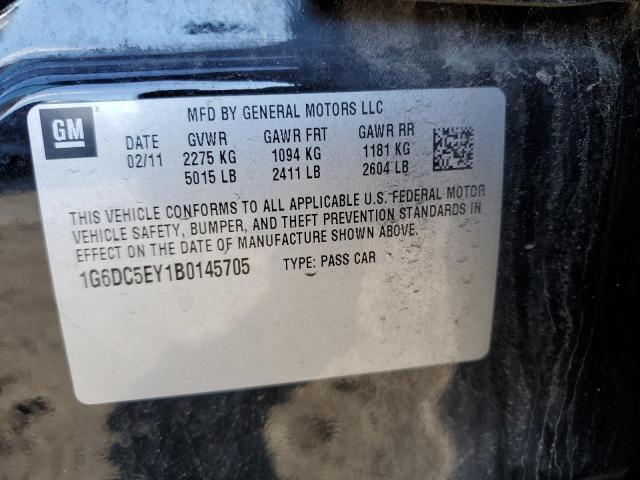 GM
MFD BY GENERAL MOTORS LLC
DATE GVWR GAWR FRT GAWR RR
02/11 2275 KG 1094 KG 1181 KG
5015 LB 2411 LB 2604 LB
THIS VEHICLE CONFORMS TO ALL APPLICABLE U.S. FEDERAL MOTOR
VEHICLE SAFETY, BUMPER, AND THEFT PREVENTION STANDARDS IN
EFFECT ON THE DATE OF MANUFACTURE SHOWN ABOVE.
1G6DC5EY1B0145705 TYPE: PASS CAR